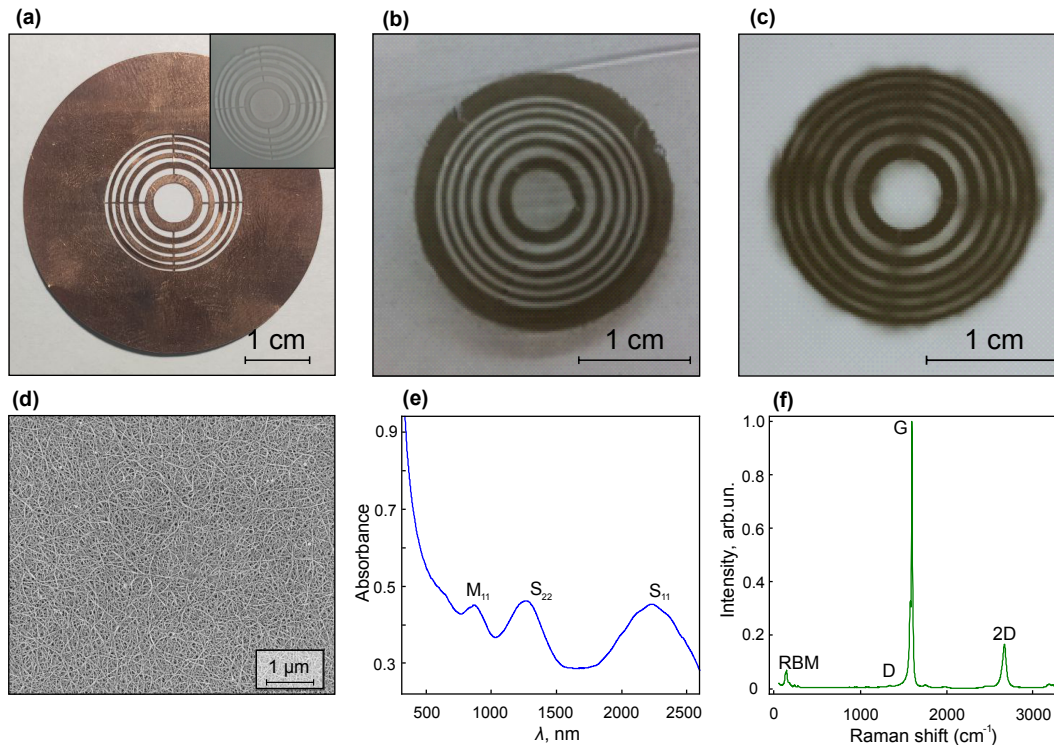 (a)
1 cm
(b)
1 cm
(c)
1 cm
(d)
1 µm
(e)
0.9
0.7
0.5
0.3
Absorbance
M11
S22
S11
500 1000 1500 2000 2500
λ, nm
(f)
1.0
0.8
0.6
0.4
0.2
0
Intensity, arb.un.
G
2D
RBM
D
0 1000 2000 3000
Raman shift (cm-1)